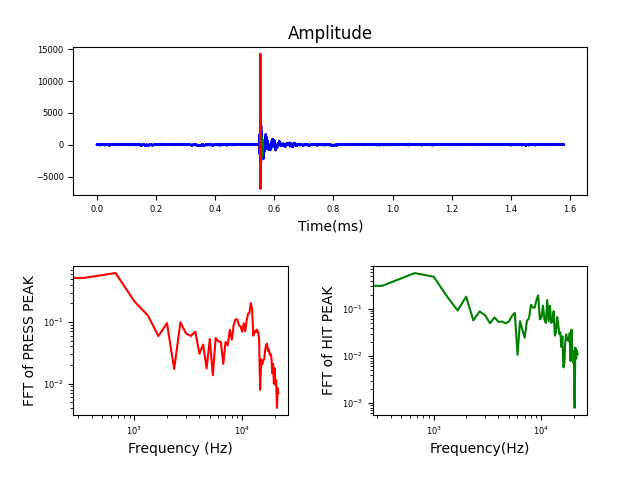 Amplitude
15000
10000
5000
0
−5000
0.0 0.2 0.4 0.6 0.8 1.0 1.2 1.4 1.6
Time(ms)
FFT of PRESS PEAK
10⁻¹
10⁻²
10³ 10⁴
Frequency (Hz)
FFT of HIT PEAK
10⁻¹
10⁻²
10⁻³
10³ 10⁴
Frequency(Hz)